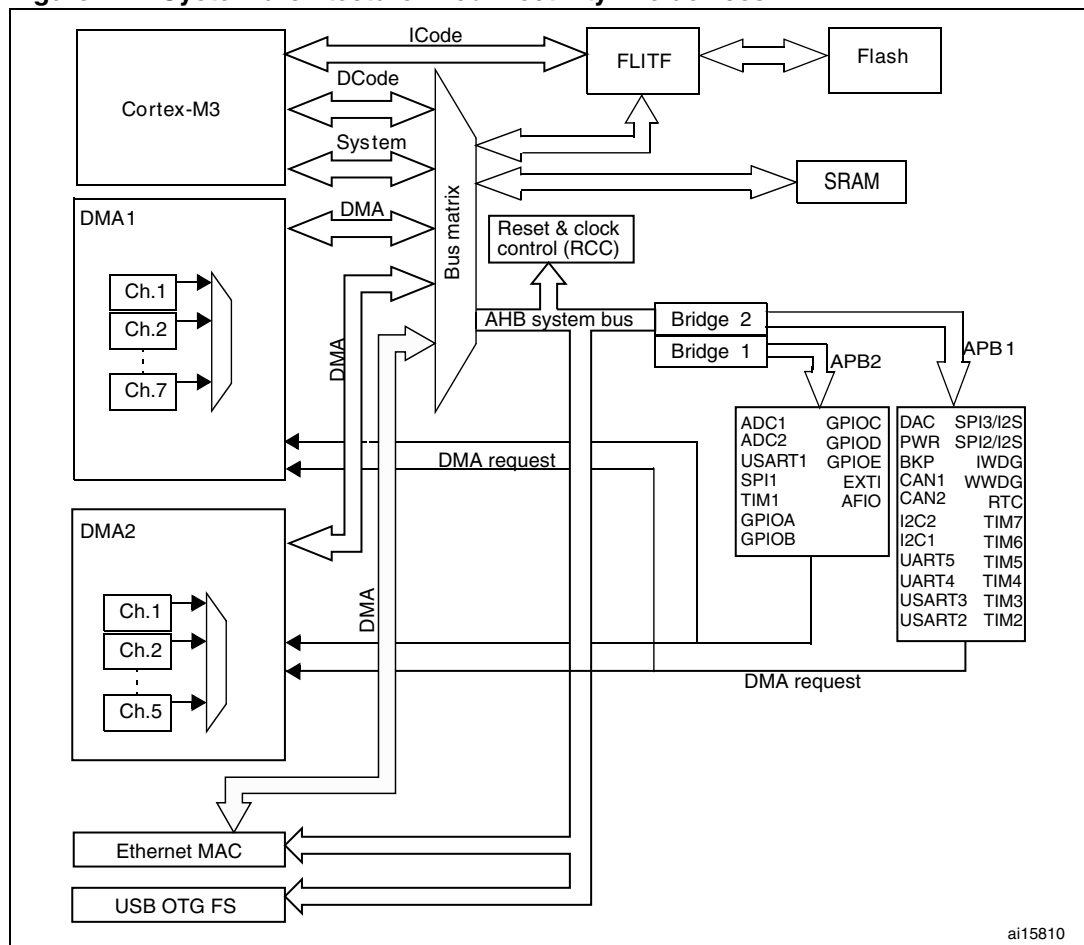 ICode
FLITF
Flash
Cortex-M3
DCode
System
SRAM
DMA1
DMA
Bus matrix
Reset & clock
control (RCC)
Ch.1
Ch.2
Ch.7
AHB system bus
Bridge 2
Bridge 1
APB2
APB1
DMA
ADC1 GPIOC
ADC2 GPIOD
USART1 GPIOE
SPI1 EXTI
TIM1 AFIO
GPIOA
GPIOB
DAC SPI3/I2S
PWR SPI2/I2S
BKP IWDG
CAN1 WWDG
CAN2 RTC
I2C2 TIM7
I2C1 TIM6
UART5 TIM5
UART4 TIM4
USART3 TIM3
USART2 TIM2
DMA request
DMA2
Ch.1
Ch.2
Ch.5
DMA
DMA request
Ethernet MAC
USB OTG FS
ai15810